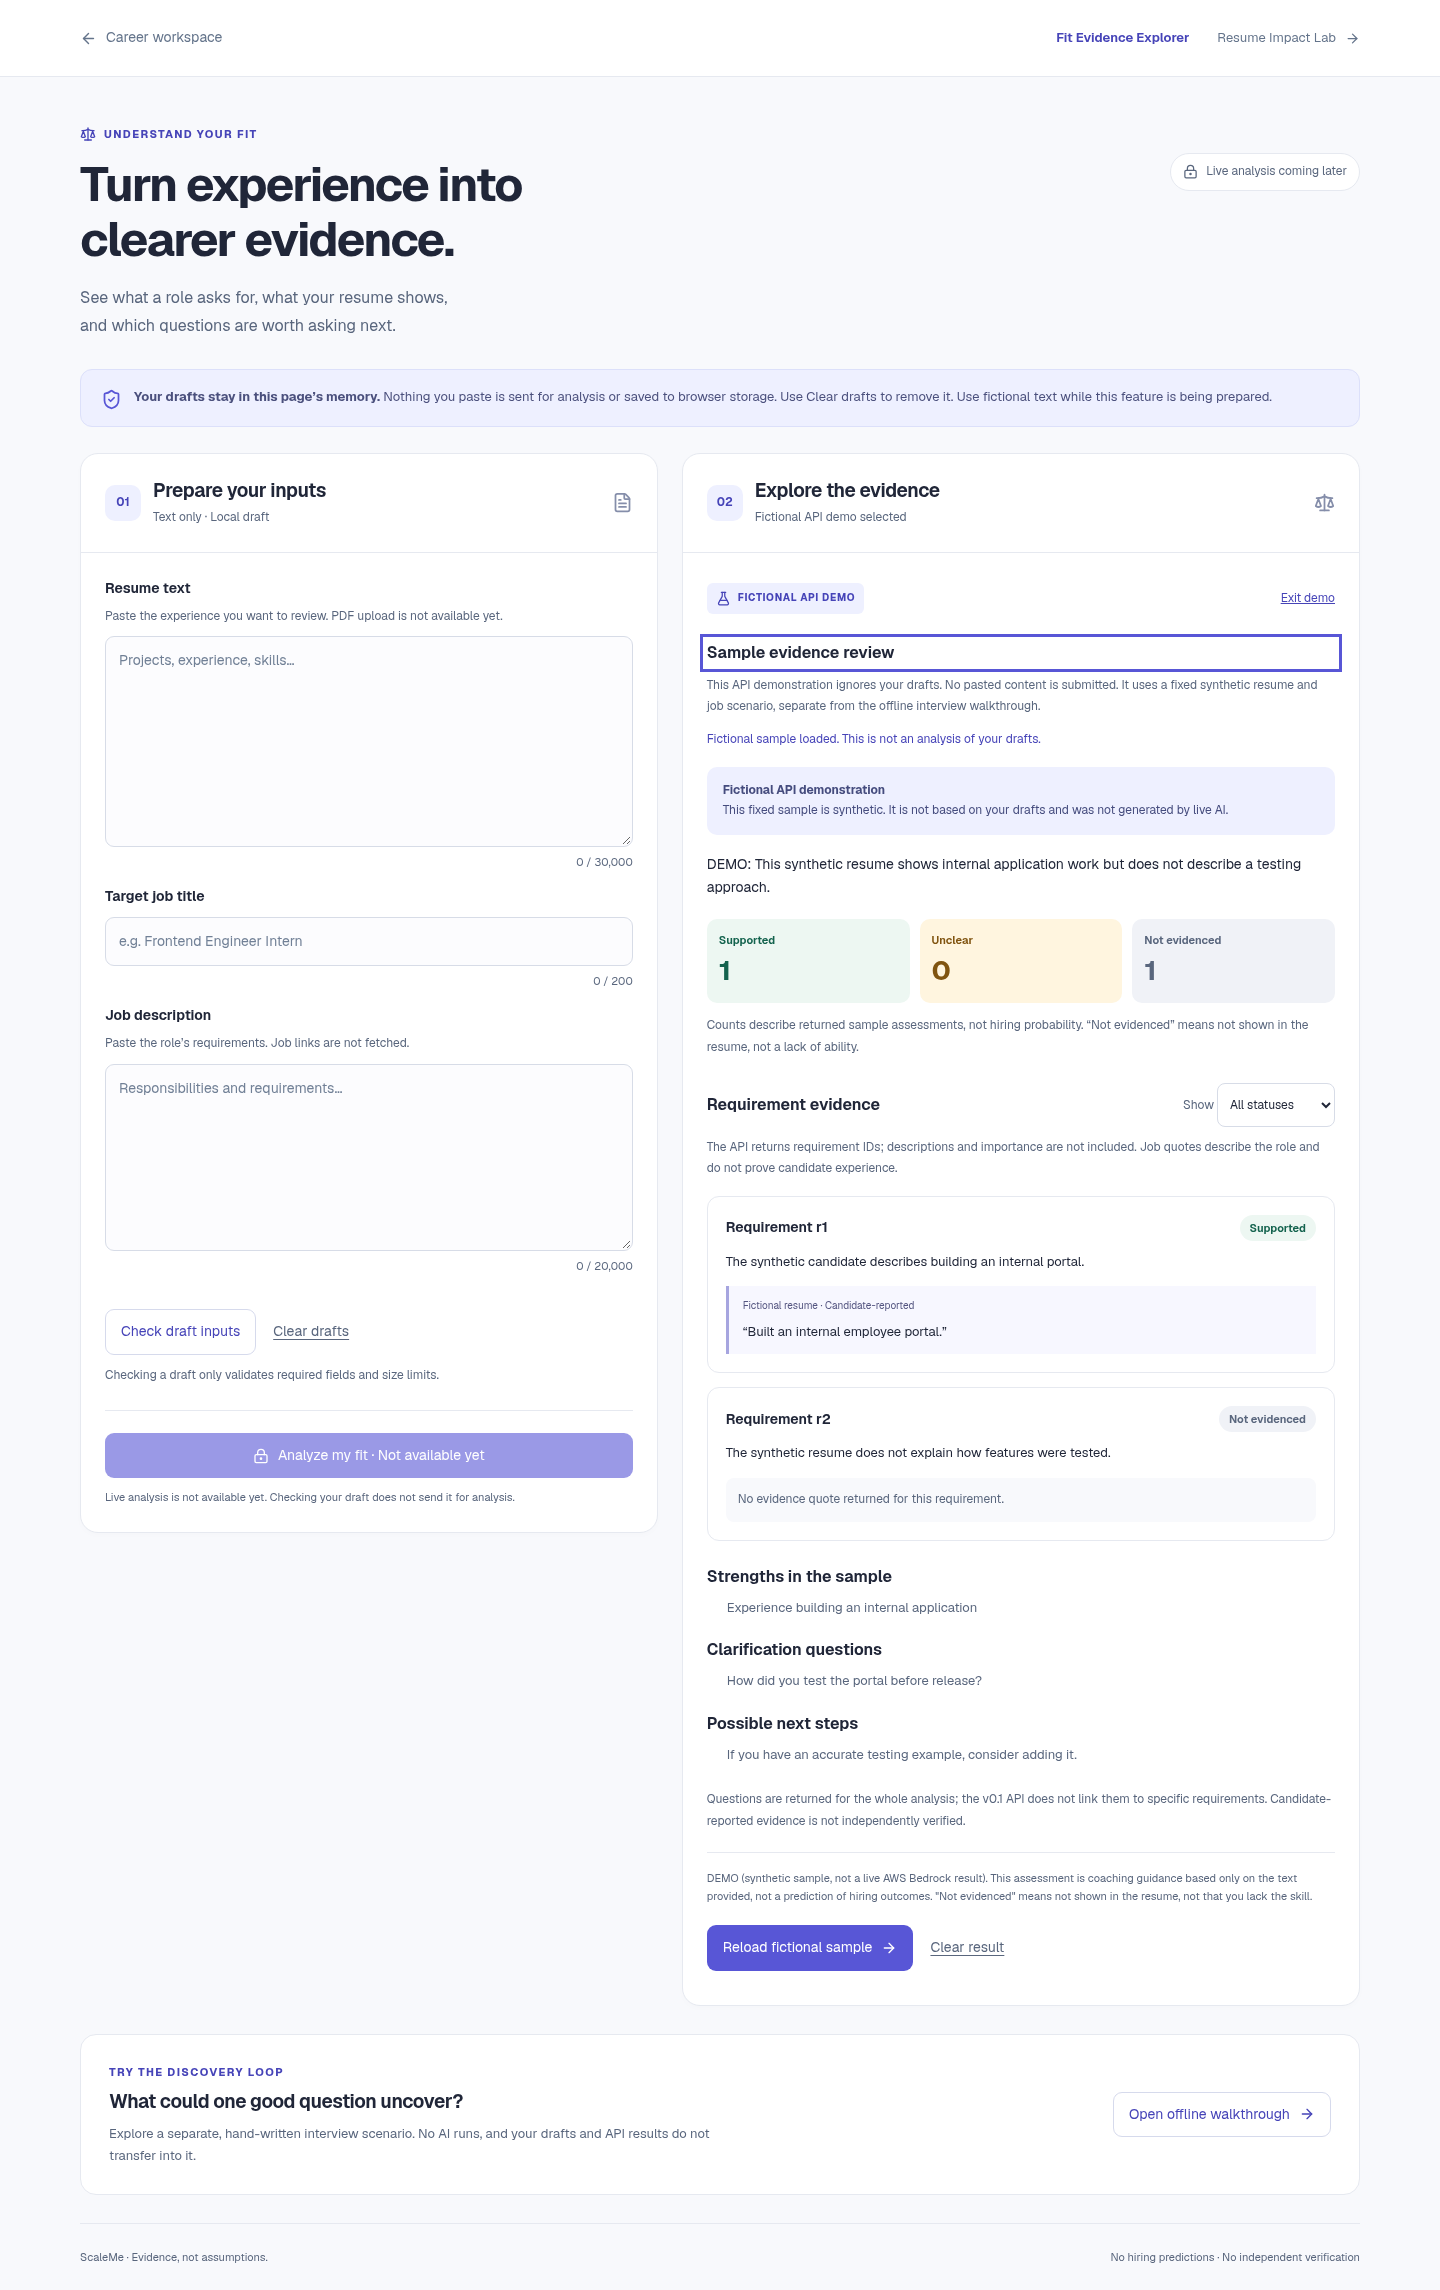 Career workspace
Fit Evidence Explorer
Resume Impact Lab
UNDERSTAND YOUR FIT
Turn experience into
clearer evidence.
Live analysis coming later
See what a role asks for, what your resume shows,
and which questions are worth asking next.
Your drafts stay in this page’s memory. Nothing you paste is sent for analysis or saved to browser storage. Use Clear drafts to remove it. Use fictional text while this feature is being prepared.
01
Prepare your inputs
Text only · Local draft
Resume text
Paste the experience you want to review. PDF upload is not available yet.
Projects, experience, skills…
0 / 30,000
Target job title
e.g. Frontend Engineer Intern
0 / 200
Job description
Paste the role’s requirements. Job links are not fetched.
Responsibilities and requirements…
0 / 20,000
Check draft inputs
Clear drafts
Checking a draft only validates required fields and size limits.
Analyze my fit · Not available yet
Live analysis is not available yet. Checking your draft does not send it for analysis.
02
Explore the evidence
Fictional API demo selected
FICTIONAL API DEMO
Exit demo
Sample evidence review
This API demonstration ignores your drafts. No pasted content is submitted. It uses a fixed synthetic resume and
job scenario, separate from the offline interview walkthrough.
Fictional sample loaded. This is not an analysis of your drafts.
Fictional API demonstration
This fixed sample is synthetic. It is not based on your drafts and was not generated by live AI.
DEMO: This synthetic resume shows internal application work but does not describe a testing
approach.
Supported
1
Unclear
0
Not evidenced
1
Counts describe returned sample assessments, not hiring probability. “Not evidenced” means not shown in the
resume, not a lack of ability.
Requirement evidence
Show
All statuses
The API returns requirement IDs; descriptions and importance are not included. Job quotes describe the role and
do not prove candidate experience.
Requirement r1
Supported
The synthetic candidate describes building an internal portal.
Fictional resume · Candidate-reported
“Built an internal employee portal.”
Requirement r2
Not evidenced
The synthetic resume does not explain how features were tested.
No evidence quote returned for this requirement.
Strengths in the sample
Experience building an internal application
Clarification questions
How did you test the portal before release?
Possible next steps
If you have an accurate testing example, consider adding it.
Questions are returned for the whole analysis; the v0.1 API does not link them to specific requirements. Candidate-
reported evidence is not independently verified.
DEMO (synthetic sample, not a live AWS Bedrock result). This assessment is coaching guidance based only on the text
provided, not a prediction of hiring outcomes. "Not evidenced" means not shown in the resume, not that you lack the skill.
Reload fictional sample
Clear result
TRY THE DISCOVERY LOOP
What could one good question uncover?
Explore a separate, hand-written interview scenario. No AI runs, and your drafts and API results do not
transfer into it.
Open offline walkthrough
ScaleMe · Evidence, not assumptions.
No hiring predictions · No independent verification